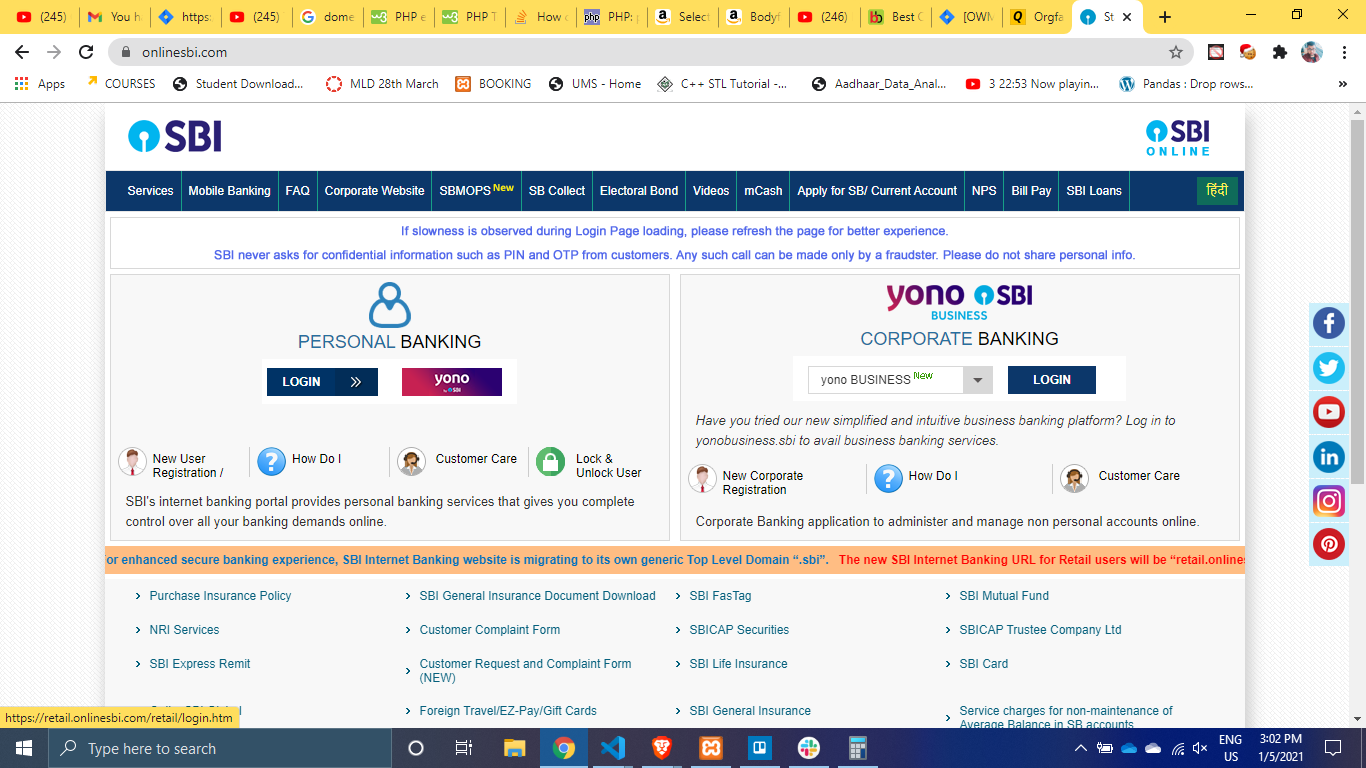 (245)
You h
https:
(245)
(245)
dome
PHP e
PHP T
How
PHP:
Select
Bodyf
(246)
Best C
[OWN
Orgfa
St
onlinesbi.com
Apps
COURSES
Student Download...
MLD 28th March
BOOKING
UMS - Home
C++ STL Tutorial -...
Aadhaar_Data_Anal...
3 22:53 Now playin...
Pandas : Drop rows...
SBI
SBI
ONLINE
Services Mobile Banking FAQ Corporate Website SBMOPS New SB Collect Electoral Bond Videos mCash Apply for SB/ Current Account NPS Bill Pay SBI Loans हिंदी
If slowness is observed during Login Page loading, please refresh the page for better experience.
SBI never asks for confidential information such as PIN and OTP from customers. Any such call can be made only by a fraudster. Please do not share personal info.
PERSONAL BANKING
LOGIN
yono
by SBI
New User
Registration /
How Do I
Customer Care
Lock &
Unlock User
SBI's internet banking portal provides personal banking services that gives you complete
control over all your banking demands online.
yono SBI
BUSINESS
CORPORATE BANKING
yono BUSINESS New
LOGIN
Have you tried our new simplified and intuitive business banking platform? Log in to
yonobusiness.sbi to avail business banking services.
New Corporate
Registration
How Do I
Customer Care
Corporate Banking application to administer and manage non personal accounts online.
or enhanced secure banking experience, SBI Internet Banking website is migrating to its own generic Top Level Domain “.sbi”. The new SBI Internet Banking URL for Retail users will be “retail.onlines
Purchase Insurance Policy
SBI General Insurance Document Download
SBI FasTag
SBI Mutual Fund
NRI Services
Customer Complaint Form
SBICAP Securities
SBICAP Trustee Company Ltd
SBI Express Remit
Customer Request and Complaint Form
(NEW)
SBI Life Insurance
SBI Card
Foreign Travel/EZ-Pay/Gift Cards
SBI General Insurance
Service charges for non-maintenance of
Average Balance in SB accounts
https://retail.onlinesbi.com/retail/login.htm
Type here to search
ENG
US
3:02 PM
1/5/2021